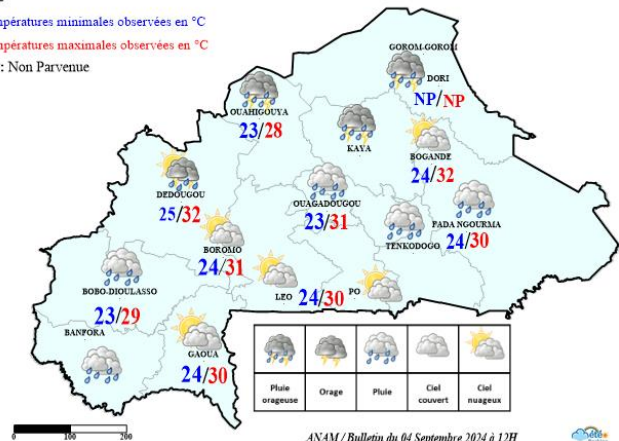 mpératures minimales observées en °C
mpératures maximales observées en °C
: Non Parvenue
GOROM-GOROM
DORI
NP/NP
OUAHIGOUYA
23/28
KAYA
BOGANDE
24/32
DEDOUGOU
25/32
OUAGADOUGOU
23/31
FADA NGOURMA
24/30
TENKODOGO
BOROMO
24/31
BOBO-DIOULASSO
23/29
LEO
24/30
PO
BANFORA
GAOUA
24/30
Pluie orageuse
Orage
Pluie
Ciel couvert
Ciel nuageux
0 100 200
ANAM / Bulletin du 04 Septembre 2024 à 12H